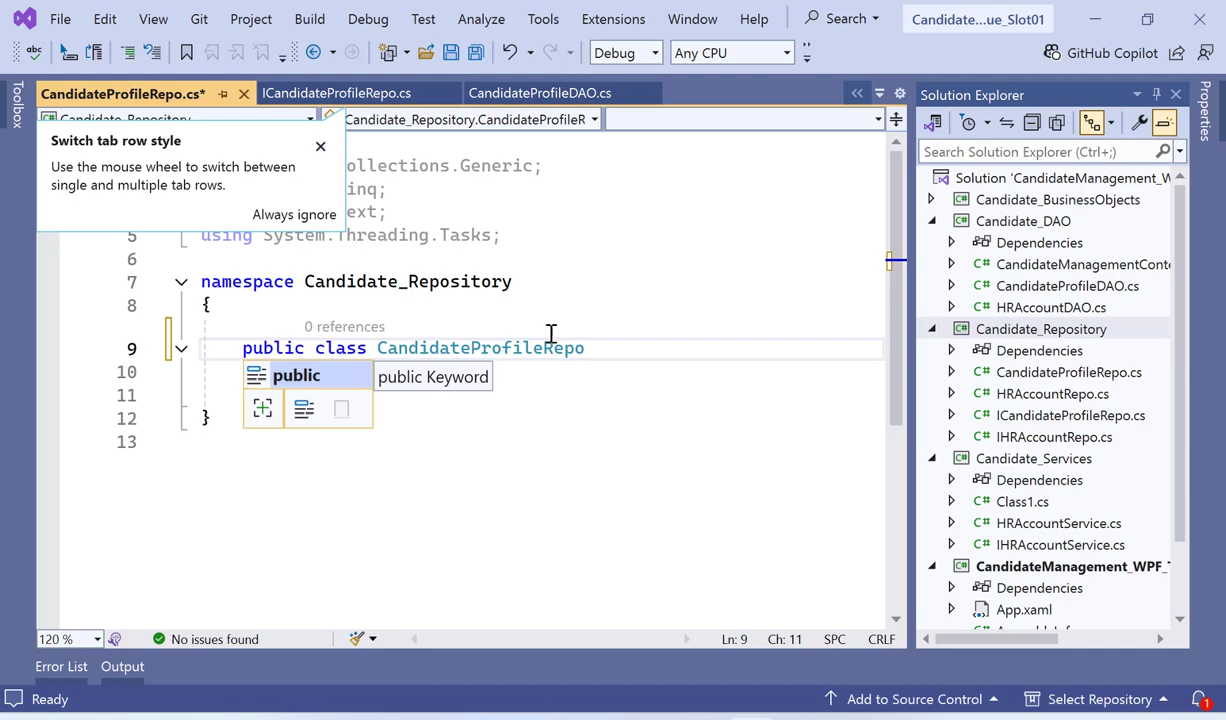 File Edit View Git Project Build Debug Test Analyze Tools Extensions Window Help Search Candidate...ue_Slot01
abc Debug Any CPU GitHub Copilot
Toolbox
CandidateProfileRepo.cs* ICandidateProfileRepo.cs CandidateProfileDAO.cs
Candidate_Repository Candidate_Repository.CandidateProfileR
Switch tab row style
Use the mouse wheel to switch between
single and multiple tab rows.
Always ignore
ollections.Generic;
inq;
ext;
5 using System.Threading.Tasks;
6
7 namespace Candidate_Repository
8 {
0 references
9 public class CandidateProfileRepo
10 public public Keyword
11
12 }
13
120 % No issues found Ln: 9 Ch: 11 SPC CRLF
Solution Explorer
Search Solution Explorer (Ctrl+;)
Solution 'CandidateManagement_W
Candidate_BusinessObjects
Candidate_DAO
Dependencies
C# CandidateManagementConte
C# CandidateProfileDAO.cs
C# HRAccountDAO.cs
Candidate_Repository
Dependencies
C# CandidateProfileRepo.cs
C# HRAccountRepo.cs
C# ICandidateProfileRepo.cs
C# IHRAccountRepo.cs
Candidate_Services
Dependencies
C# Class1.cs
C# HRAccountService.cs
C# IHRAccountService.cs
CandidateManagement_WPF_
Dependencies
App.xaml
Properties
Error List Output
Ready Add to Source Control Select Repository 1